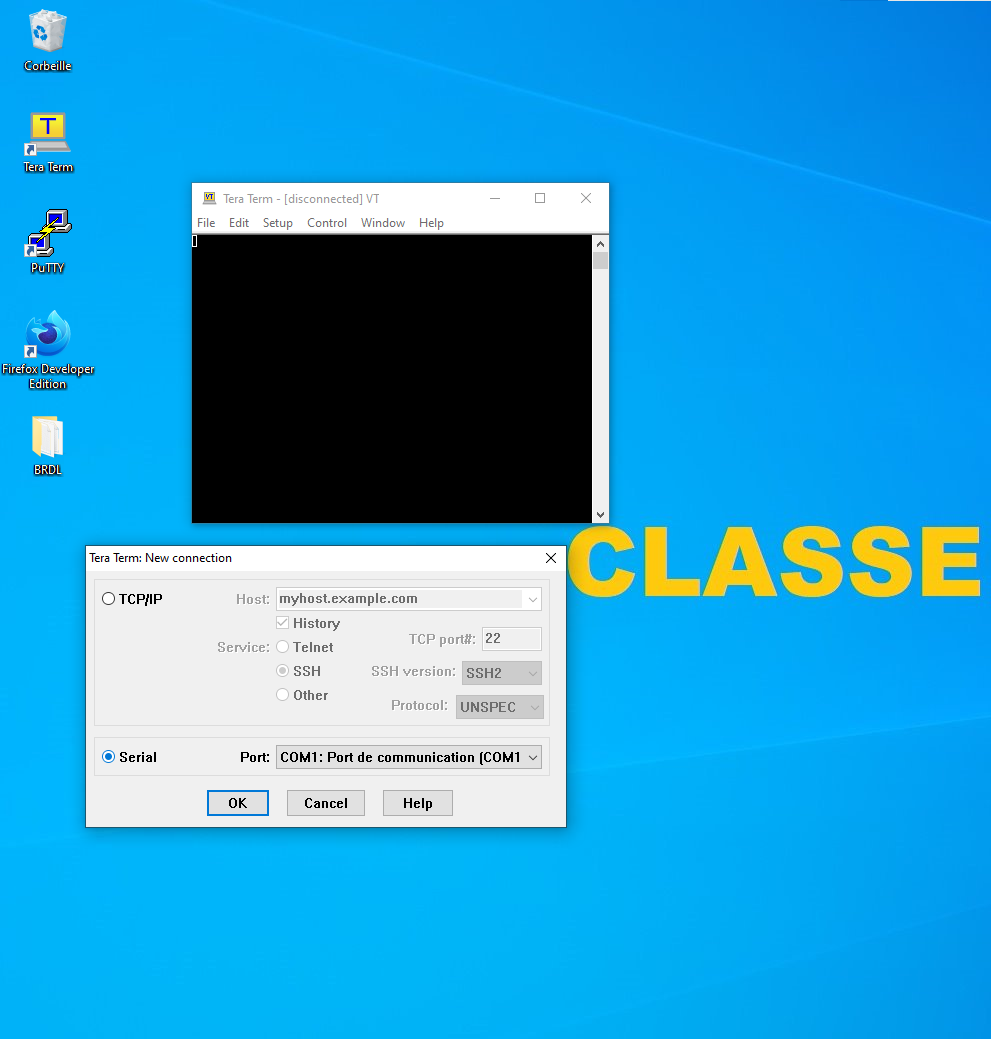 Corbeille
T
Tera Term
PuTTY
Firefox Developer
Edition
BRDL
VT Tera Term - [disconnected] VT
File Edit Setup Control Window Help
CLASSE
Tera Term: New connection
TCP/IP Host: myhost.example.com
History
Service: Telnet TCP port#: 22
SSH SSH version: SSH2
Other Protocol: UNSPEC
Serial Port: COM1: Port de communication (COM1
OK Cancel Help